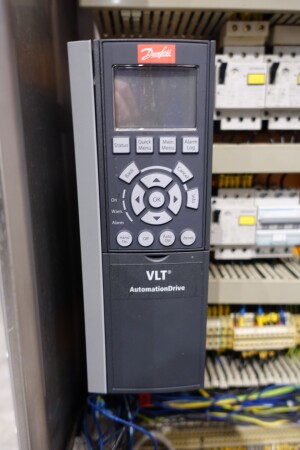 Danfoss
Status Quick Menu Main Menu Alarm Log
Back Cancel
Info
OK
On
Warn.
Alarm
Hand On Off Auto On Reset
VLT®
AutomationDrive